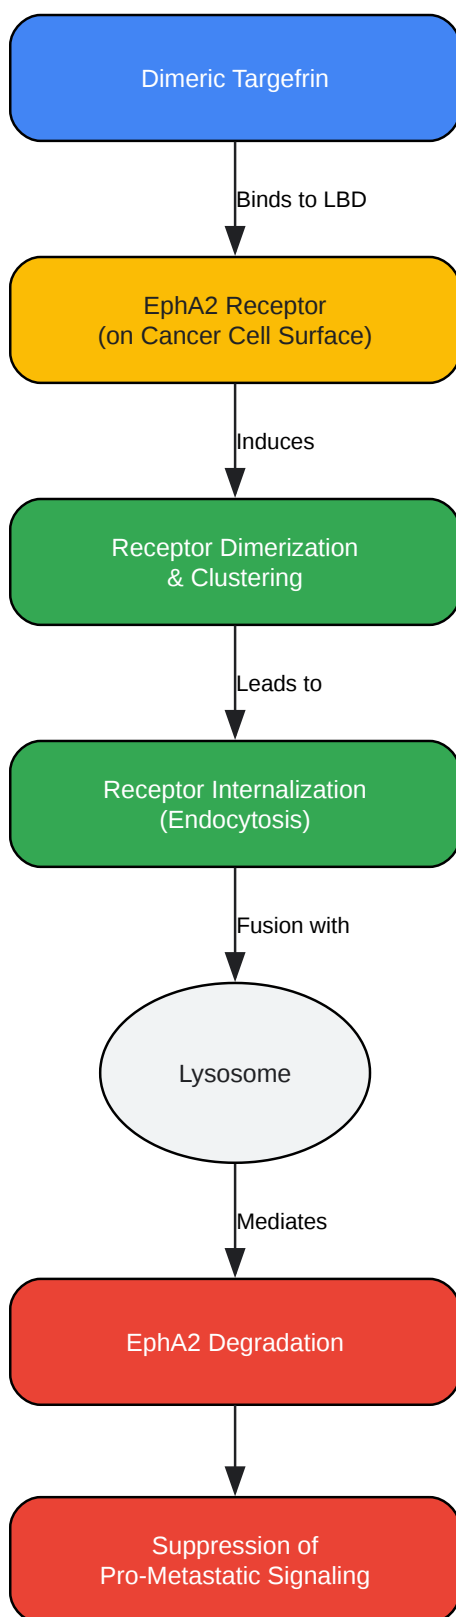 Dimeric Targefrin
Binds to LBD
EphA2 Receptor
(on Cancer Cell Surface)
Induces
Receptor Dimerization
& Clustering
Leads to
Receptor Internalization
(Endocytosis)
Fusion with
Lysosome
Mediates
EphA2 Degradation
Suppression of
Pro-Metastatic Signaling